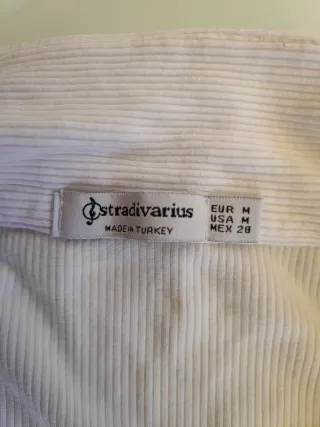 stradivarius
MADE IN TURKEY
EUR M
USA M
MEX 28